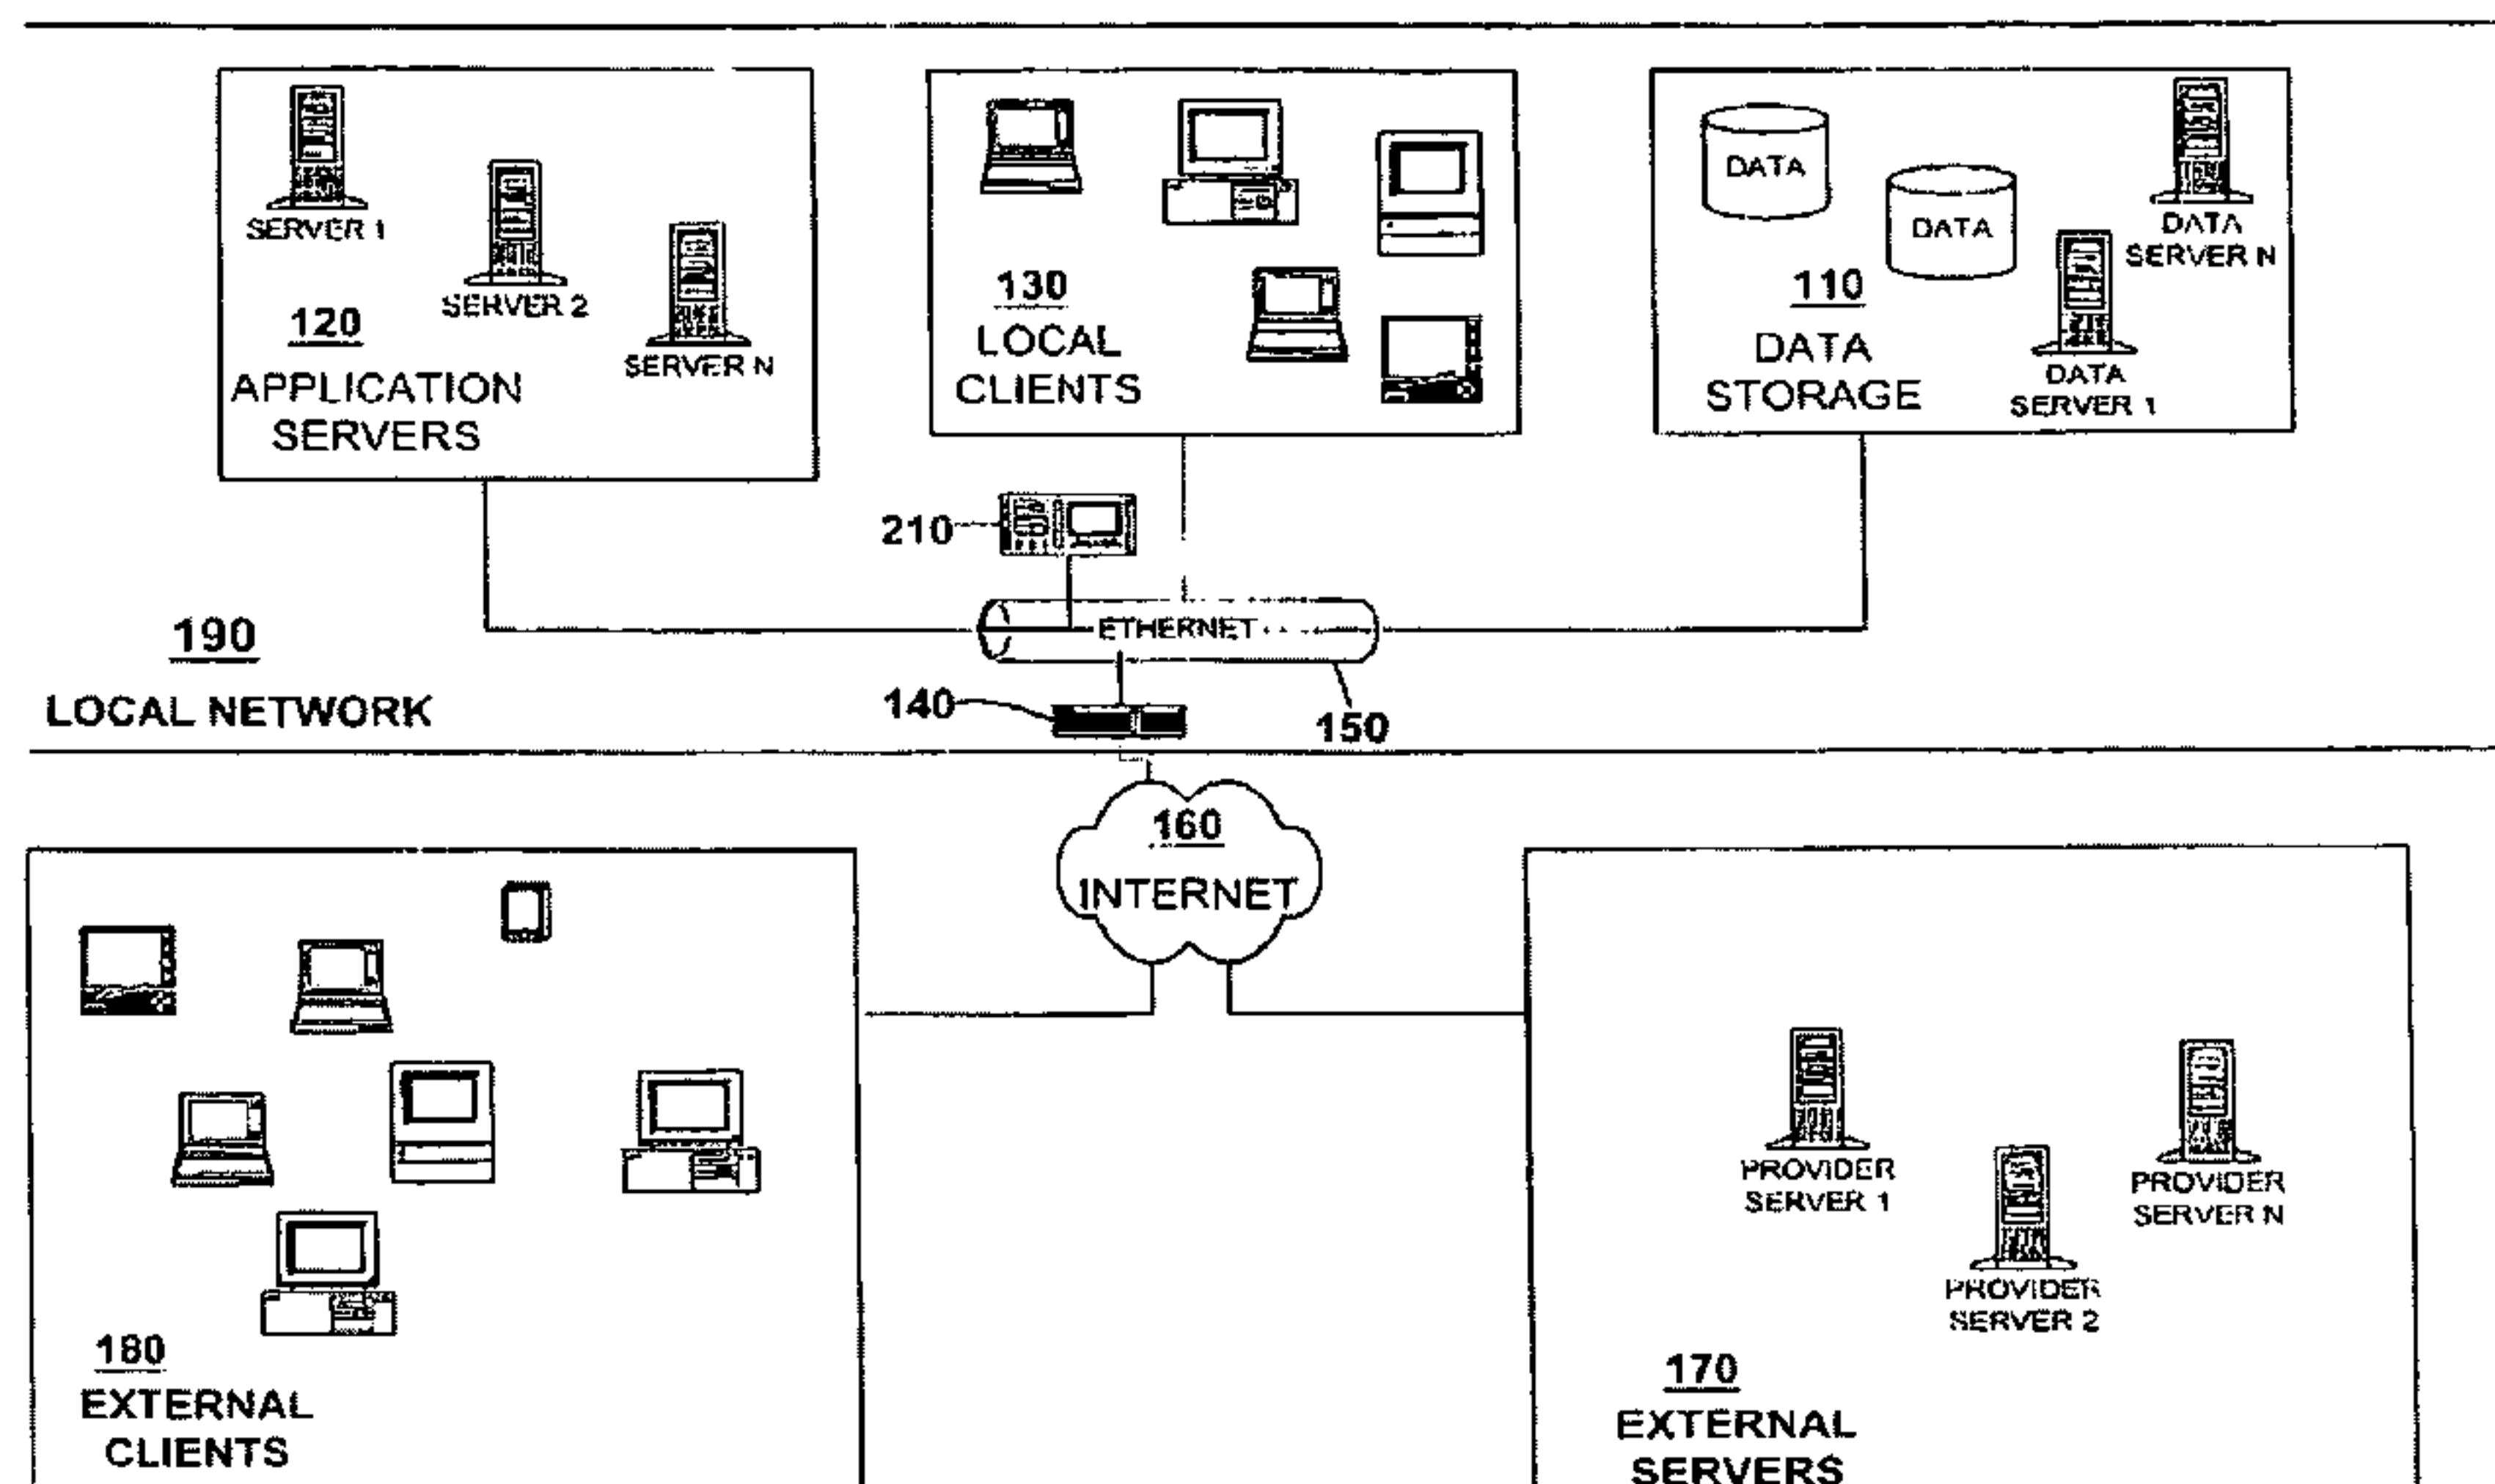 SERVER 1
SERVER 2
SERVER N
120
APPLICATION
SERVERS
130
LOCAL
CLIENTS
DATA
DATA
DATA
SERVER N
110
DATA
STORAGE
DATA
SERVER 1
210
ETHERNET
190
LOCAL NETWORK
140
150
160
INTERNET
180
EXTERNAL
CLIENTS
PROVIDER
SERVER 1
PROVIDER
SERVER N
PROVIDER
SERVER 2
170
EXTERNAL
SERVERS